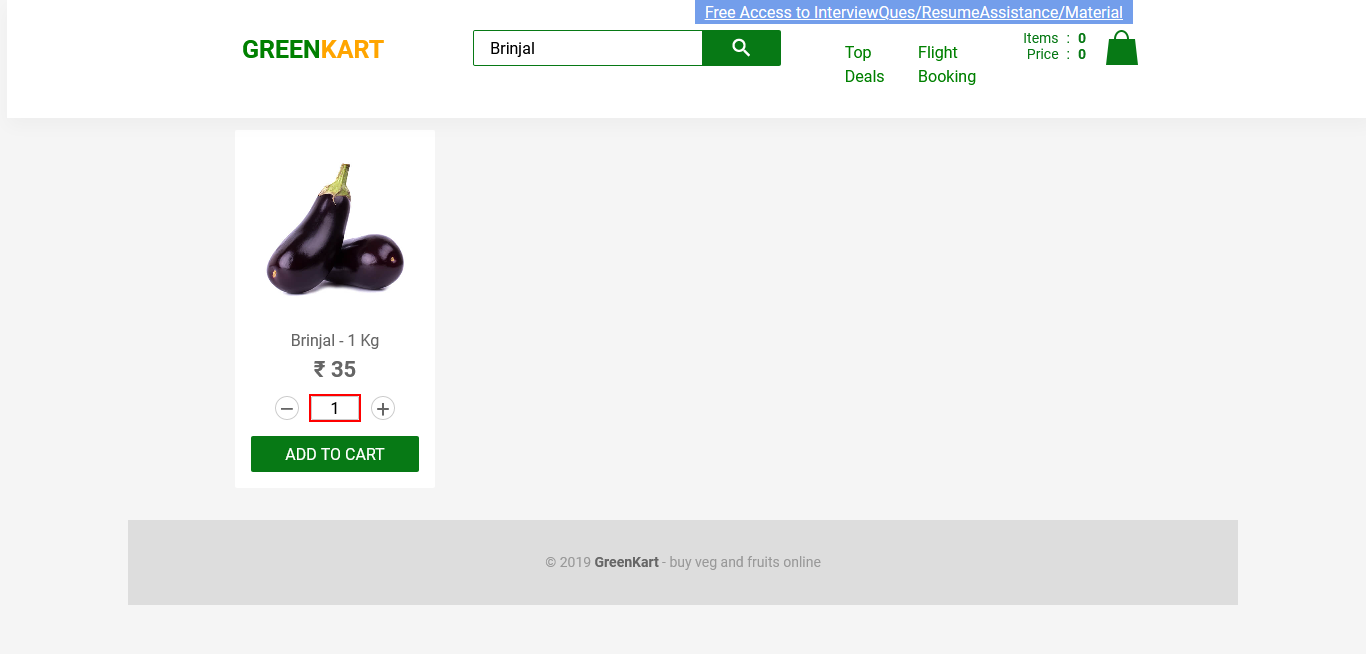 Free Access to InterviewQues/ResumeAssistance/Material
GREENKART
Brinjal
Top
Deals
Flight
Booking
Items : 0
Price : 0
Brinjal - 1 Kg
₹ 35
1
ADD TO CART
© 2019 GreenKart - buy veg and fruits online